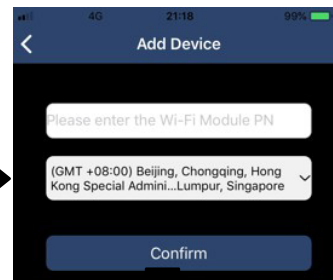 4G 21:18 99%
Add Device
Please enter the Wi-Fi Module PN
(GMT +08:00) Beijing, Chongqing, Hong
Kong Special Admini...Lumpur, Singapore
Confirm